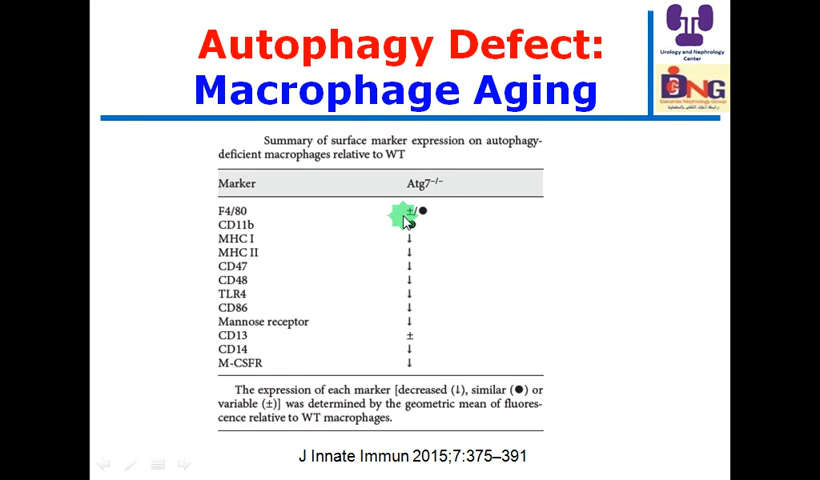 Autophagy Defect:
Macrophage Aging
Urology and Nephrology
Center
Summary of surface marker expression on autophagy-
deficient macrophages relative to WT
Marker Atg7−/−
F4/80 ±/●
CD11b ●
MHC I ↓
MHC II ↓
CD47 ↓
CD48 ↓
TLR4 ↓
CD86 ↓
Mannose receptor ↓
CD13 ±
CD14 ↓
M-CSFR ↓
The expression of each marker [decreased (↓), similar (●) or
variable (±)] was determined by the geometric mean of fluores-
cence relative to WT macrophages.
J Innate Immun 2015;7:375–391